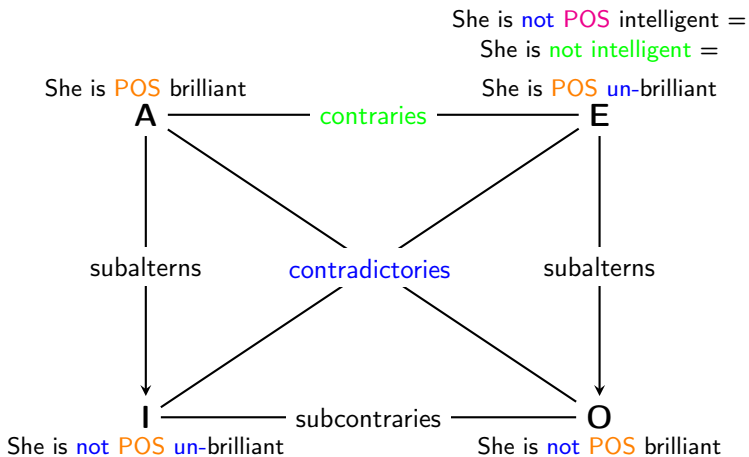 She is not POS intelligent =
She is not intelligent =
She is POS brilliant
She is POS un-brilliant
A
contraries
E
subalterns
contradictories
subalterns
I
subcontraries
O
She is not POS un-brilliant
She is not POS brilliant